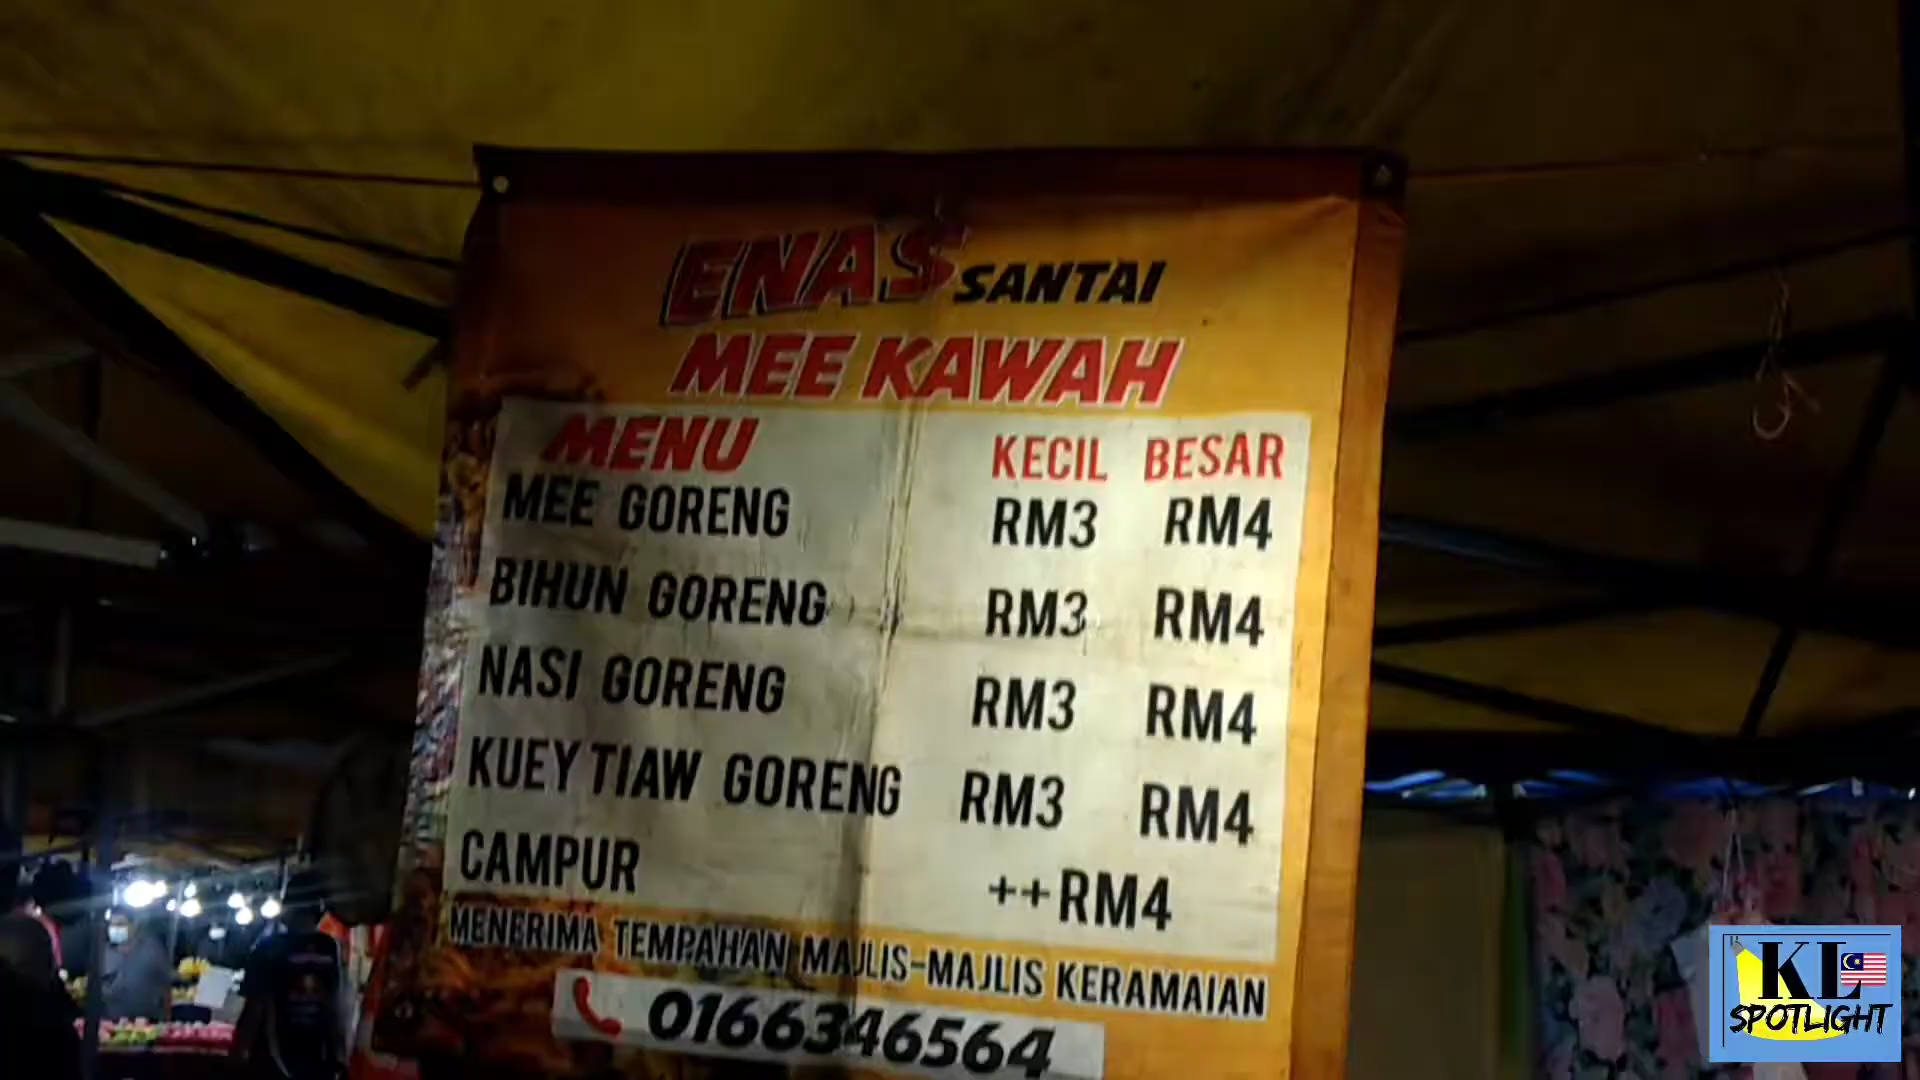 ENA'S SANTAI
MEE KAWAH
MENU KECIL BESAR
MEE GORENG RM3 RM4
BIHUN GORENG RM3 RM4
NASI GORENG RM3 RM4
KUEY TIAW GORENG RM3 RM4
CAMPUR ++RM4
MENERIMA TEMPAHAN MAJLIS-MAJLIS KERAMAIAN
0166346564
KL
SPOTLIGHT